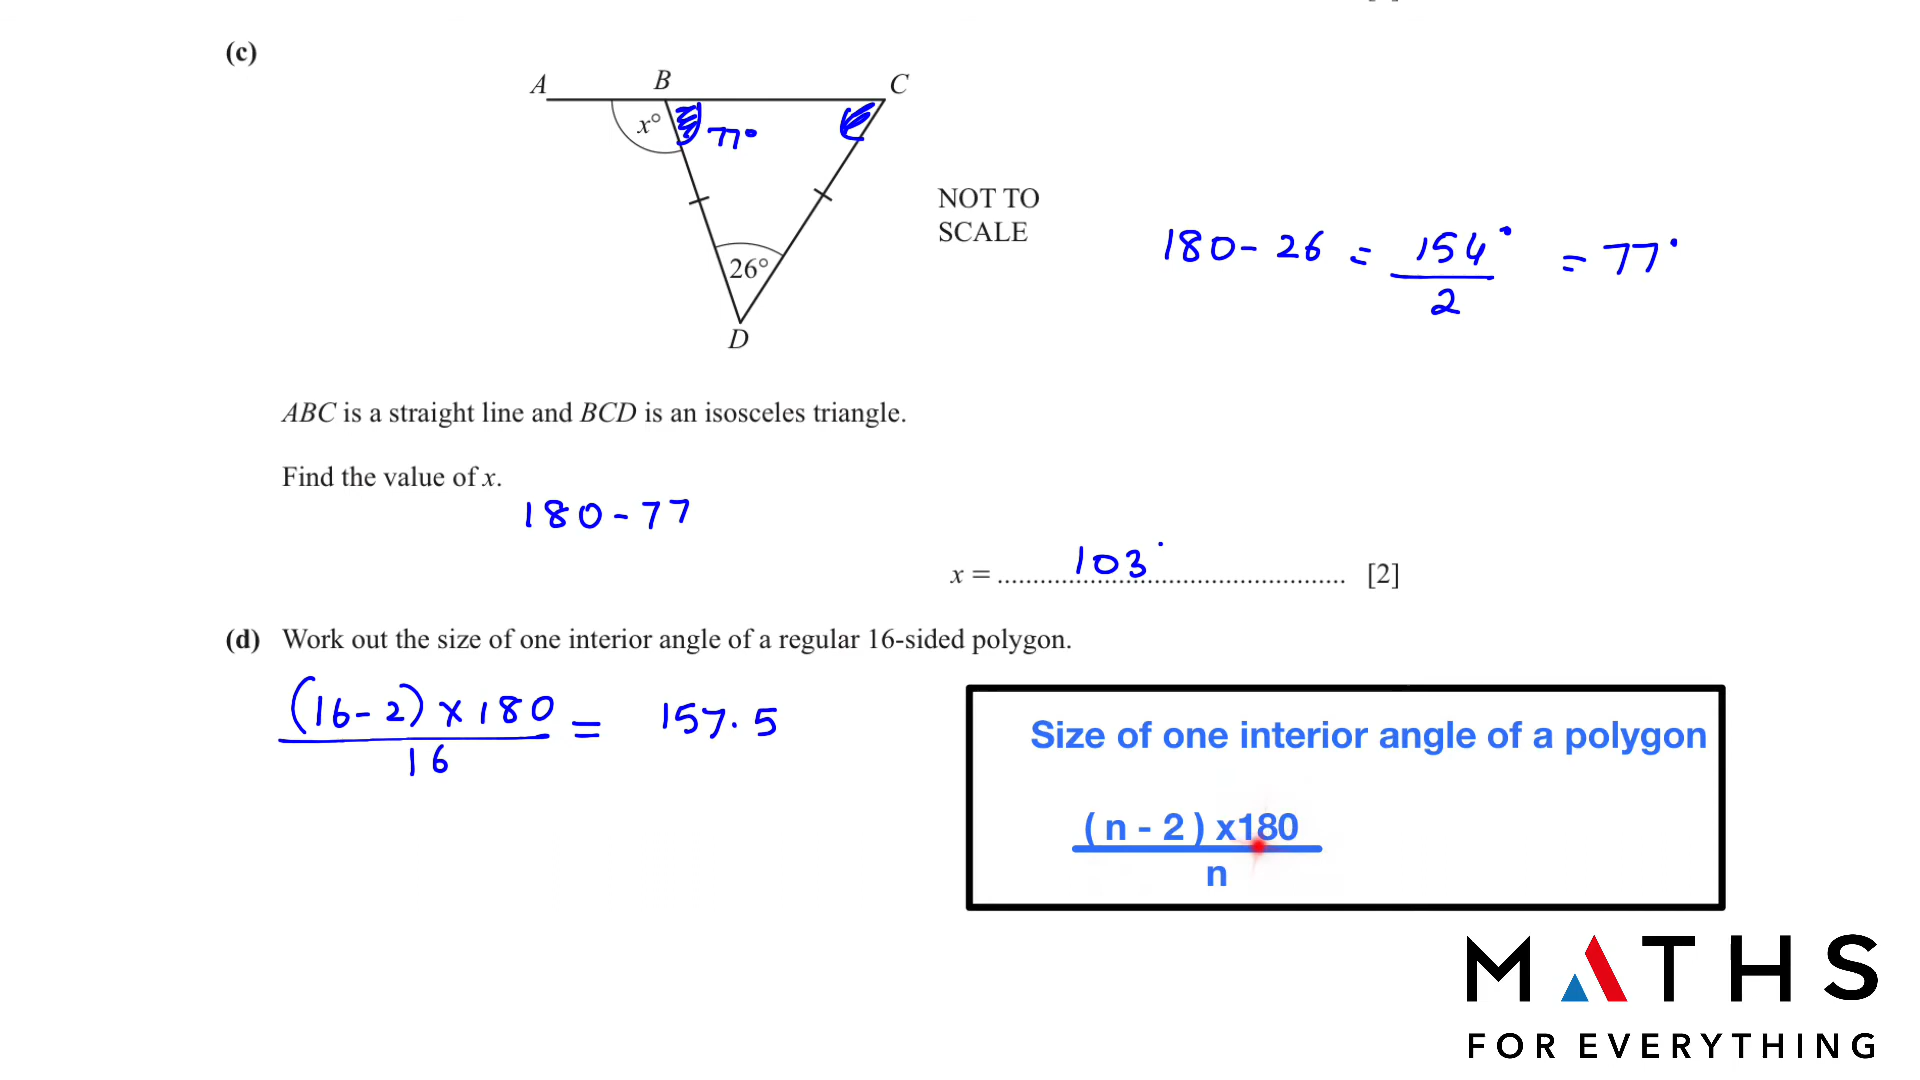 (c)
A
B
C
x°
77°
NOT TO
SCALE
26°
D
180 - 26 = 154° / 2 = 77°
ABC is a straight line and BCD is an isosceles triangle.
Find the value of x.
180 - 77
x = ................................................ [2]
103°
(d) Work out the size of one interior angle of a regular 16-sided polygon.
(16 - 2) x 180 / 16 = 157.5
Size of one interior angle of a polygon
( n - 2 ) x180
n
MATHS
FOR EVERYTHING